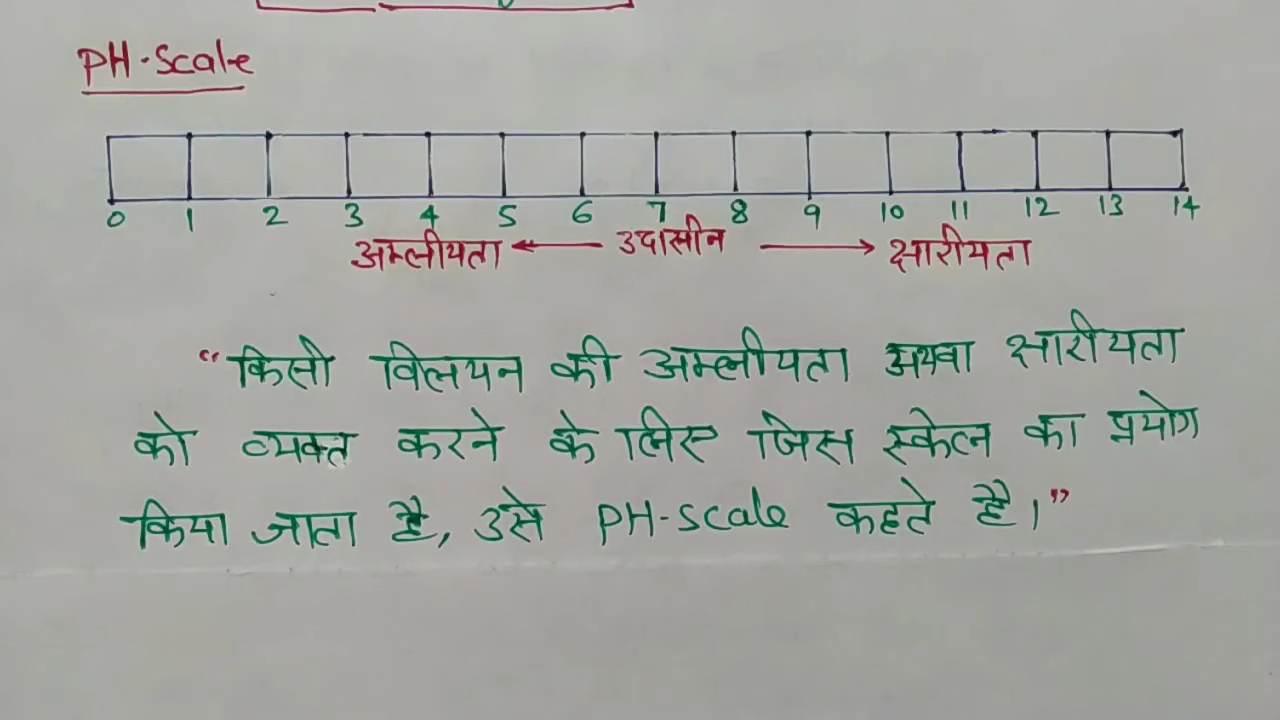 PH-Scale
0 1 2 3 4 5 6 7 8 9 10 11 12 13 14
अम्लीयता ← उदासीन → क्षारीयता
“किसी विलयन की अम्लीयता अथवा क्षारीयता
को व्यक्त करने के लिए जिस स्केल का प्रयोग
किया जाता है, उसे PH-scale कहते है।”